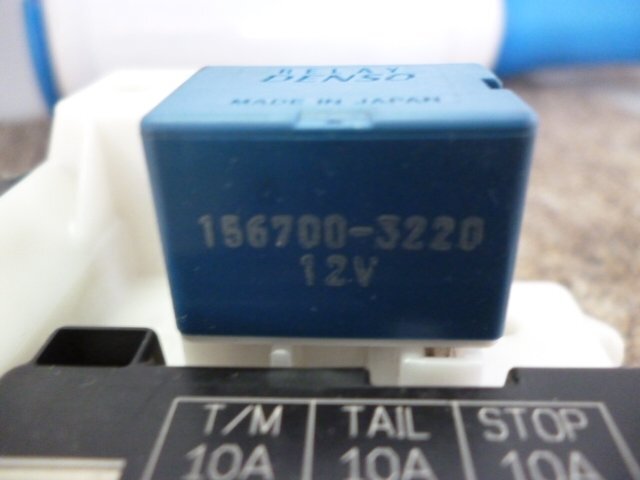 RELAY
DENSO
MADE IN JAPAN
156700-3220
12V
T/M TAIL STOP
10A 10A 10A